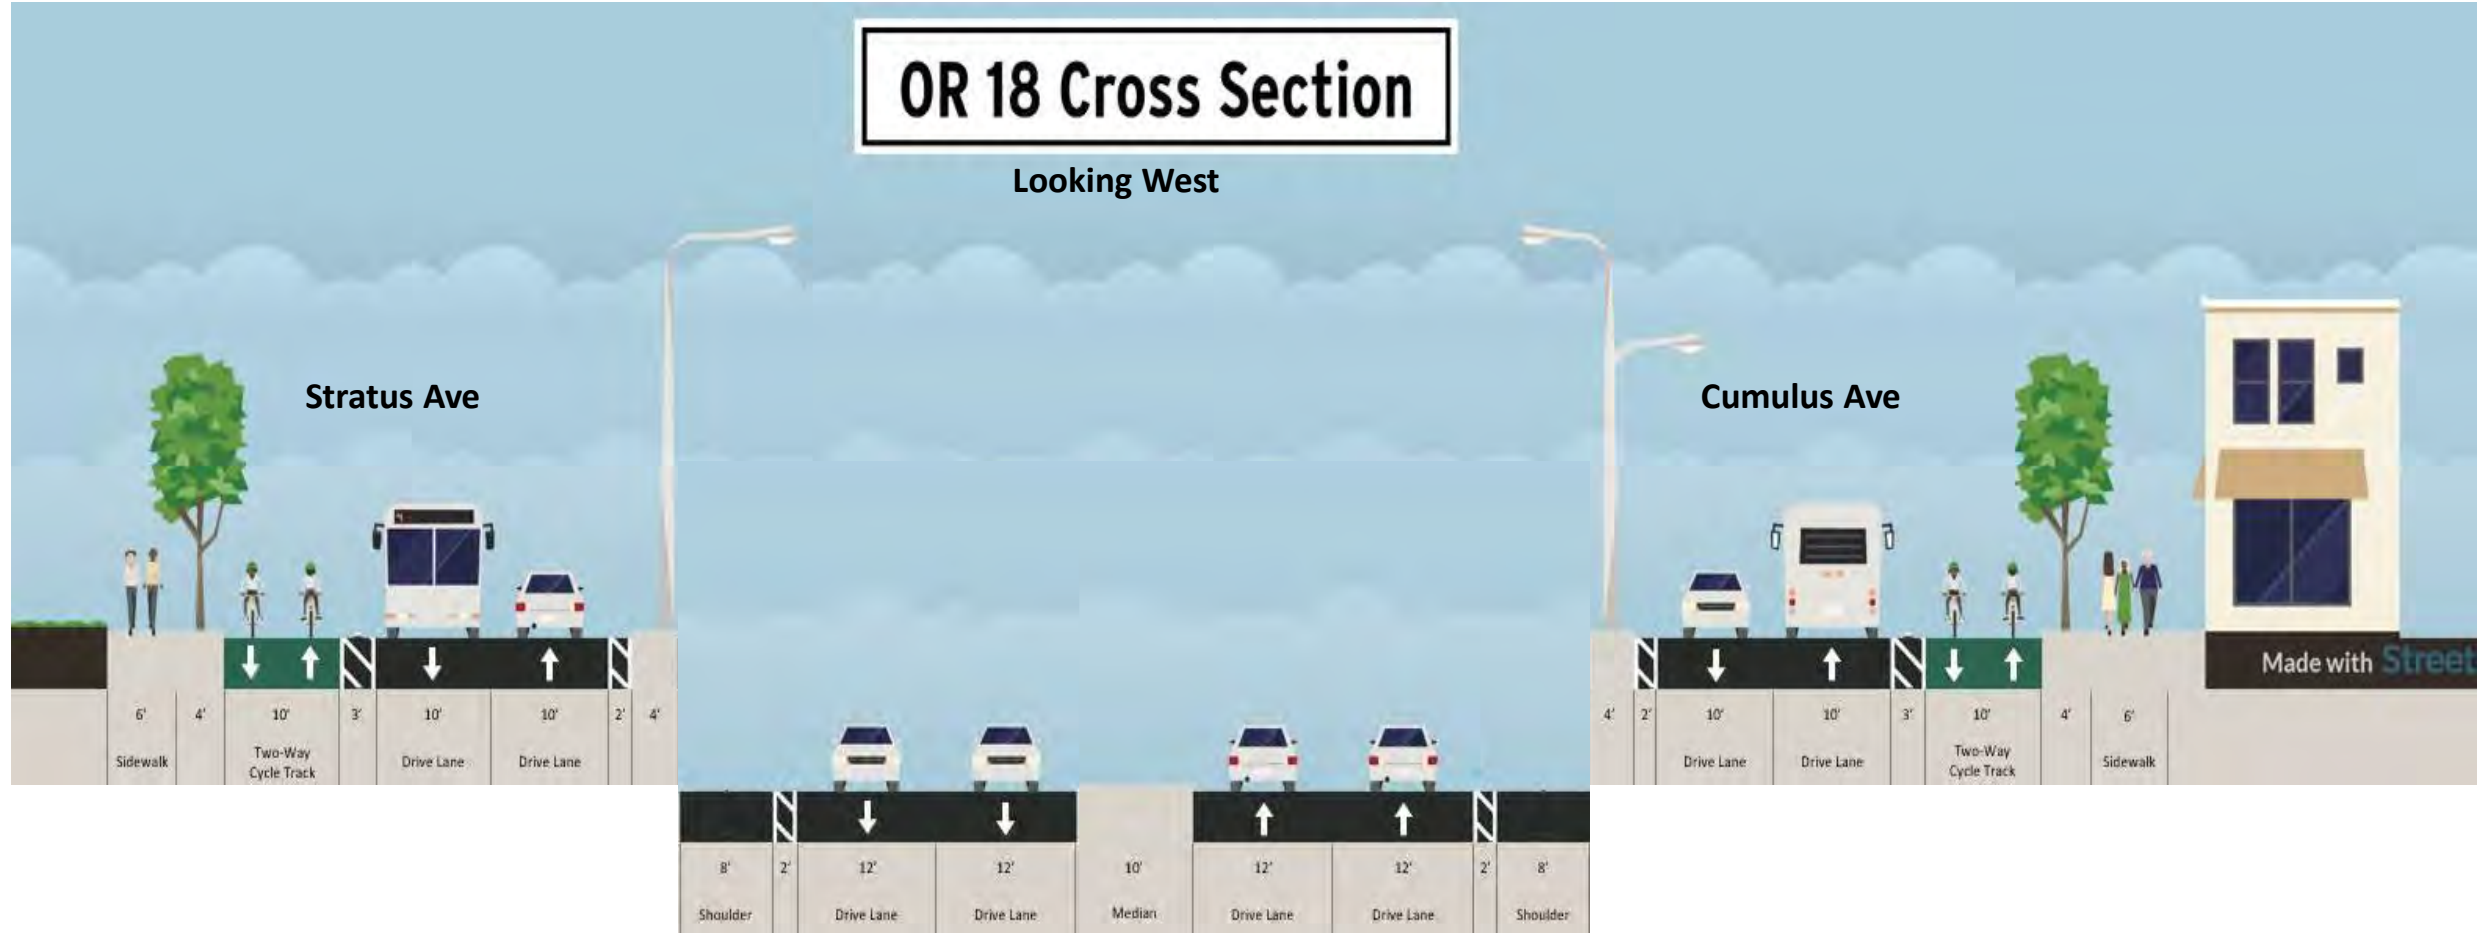 OR 18 Cross Section
Looking West
Stratus Ave
Cumulus Ave
Made with Street
6' 4' 10' 3' 10' 10' 2' 4'
Sidewalk Two-Way Cycle Track Drive Lane Drive Lane
4' 2' 10' 10' 3' 10' 4' 6'
Drive Lane Drive Lane Two-Way Cycle Track Sidewalk
8' 2' 12' 12' 10' 12' 12' 2' 8'
Shoulder Drive Lane Drive Lane Median Drive Lane Drive Lane Shoulder